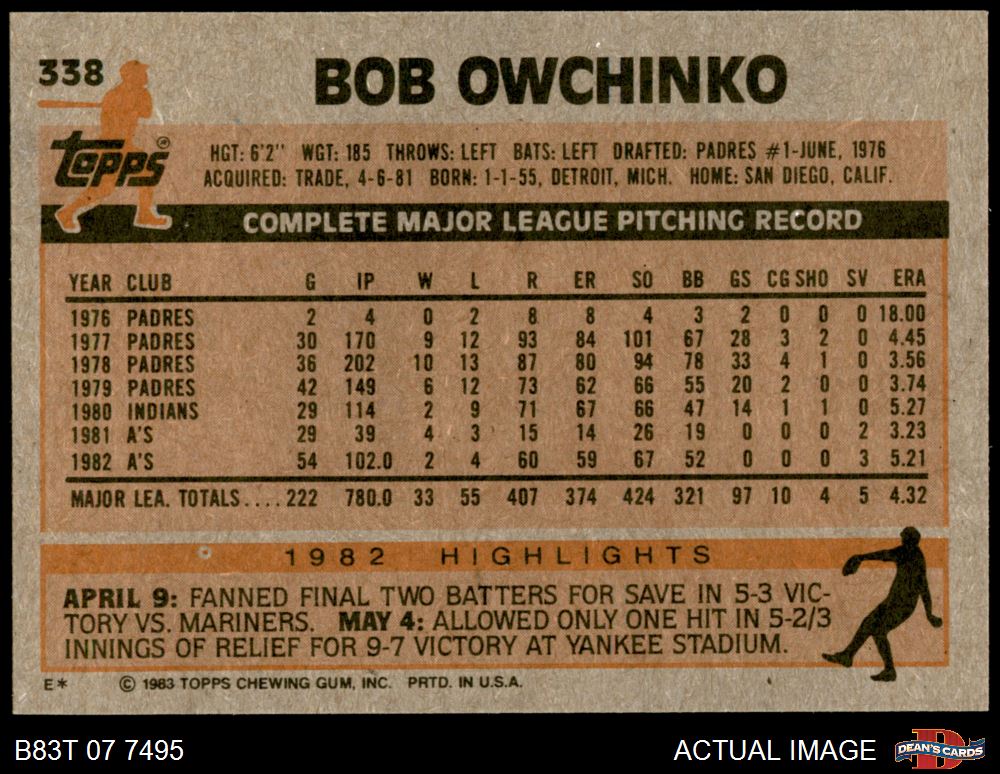 338
BOB OWCHINKO
Topps®
HGT: 6'2" WGT: 185 THROWS: LEFT BATS: LEFT DRAFTED: PADRES #1-JUNE, 1976
ACQUIRED: TRADE, 4-6-81 BORN: 1-1-55, DETROIT, MICH. HOME: SAN DIEGO, CALIF.
COMPLETE MAJOR LEAGUE PITCHING RECORD
YEAR CLUB G IP W L R ER SO BB GS CG SHO SV ERA
1976 PADRES 2 4 0 2 8 8 4 3 2 0 0 0 18.00
1977 PADRES 30 170 9 12 93 84 101 67 28 3 2 0 4.45
1978 PADRES 36 202 10 13 87 80 94 78 33 4 1 0 3.56
1979 PADRES 42 149 6 12 73 62 66 55 20 2 0 0 3.74
1980 INDIANS 29 114 2 9 71 67 66 47 14 1 1 0 5.27
1981 A'S 29 39 4 3 15 14 26 19 0 0 0 2 3.23
1982 A'S 54 102.0 2 4 60 59 67 52 0 0 0 3 5.21
MAJOR LEA. TOTALS.... 222 780.0 33 55 407 374 424 321 97 10 4 5 4.32
1982 HIGHLIGHTS
APRIL 9: FANNED FINAL TWO BATTERS FOR SAVE IN 5-3 VIC-
TORY VS. MARINERS. MAY 4: ALLOWED ONLY ONE HIT IN 5-2/3
INNINGS OF RELIEF FOR 9-7 VICTORY AT YANKEE STADIUM.
E* © 1983 TOPPS CHEWING GUM, INC. PRTD. IN U.S.A.
B83T 07 7495 ACTUAL IMAGE DEAN'S CARDS